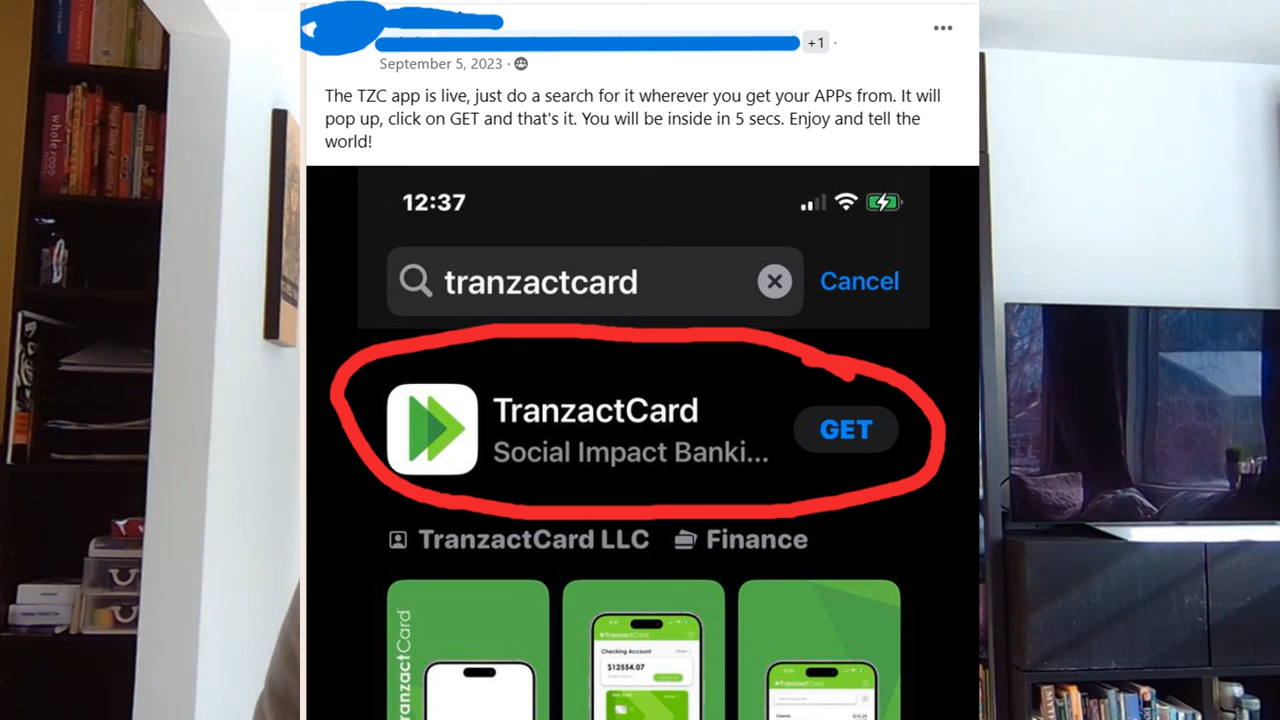 +1 ·
September 5, 2023 ·
The TZC app is live, just do a search for it wherever you get your APPs from. It will
pop up, click on GET and that's it. You will be inside in 5 secs. Enjoy and tell the
world!
12:37
tranzactcard
Cancel
TranzactCard
GET
Social Impact Banki...
TranzactCard LLC
Finance
TranzactCard
TranzactCard
Checking Account
$12554.07
TranzactCard
whole